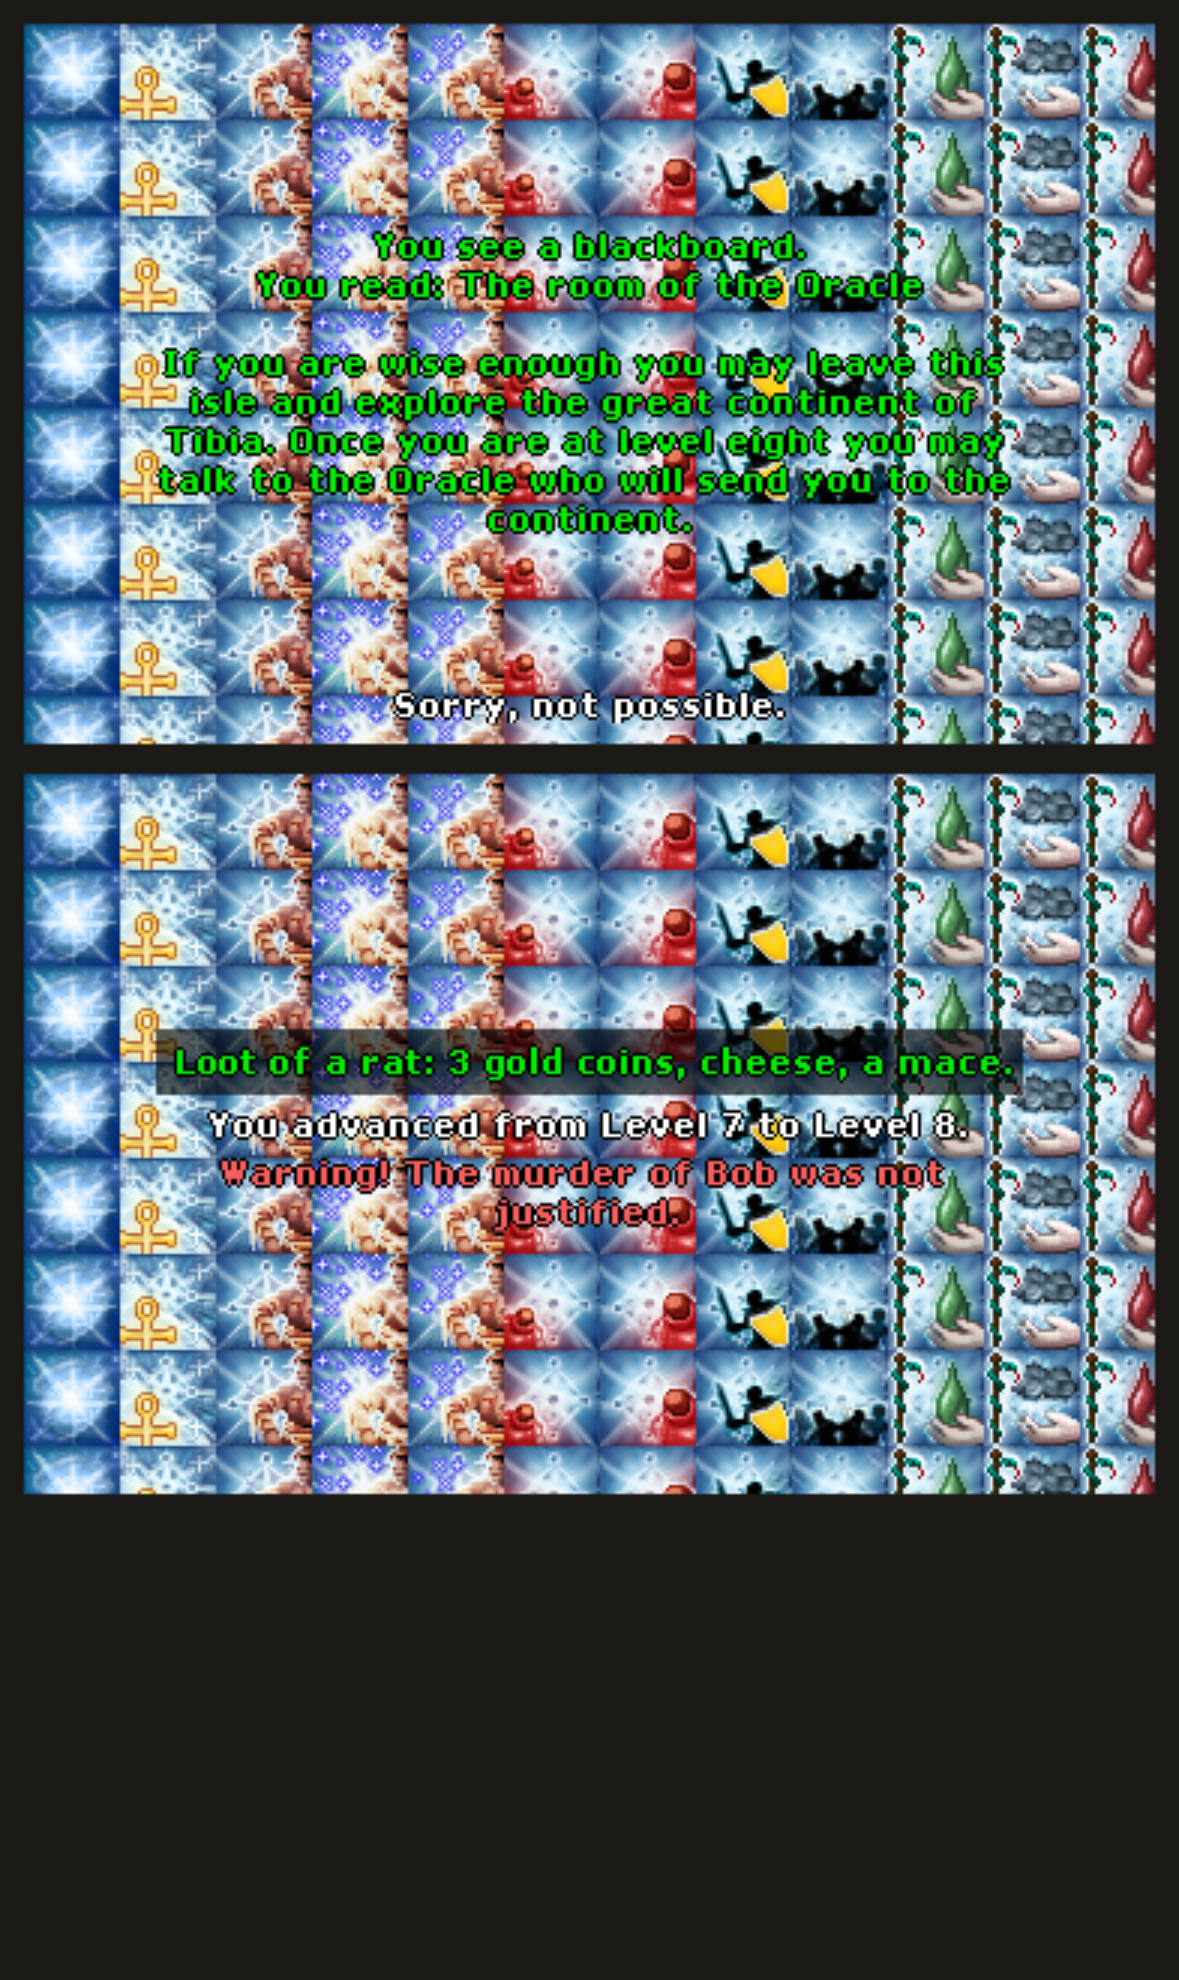 You see a blackboard.
You read: The room of the Oracle
If you are wise enough you may leave this
isle and explore the great continent of
Tibia. Once you are at level eight you may
talk to the Oracle who will send you to the
continent.
Sorry, not possible.
Loot of a rat: 3 gold coins, cheese, a mace.
You advanced from Level 7 to Level 8.
Warning! The murder of Bob was not
justified.